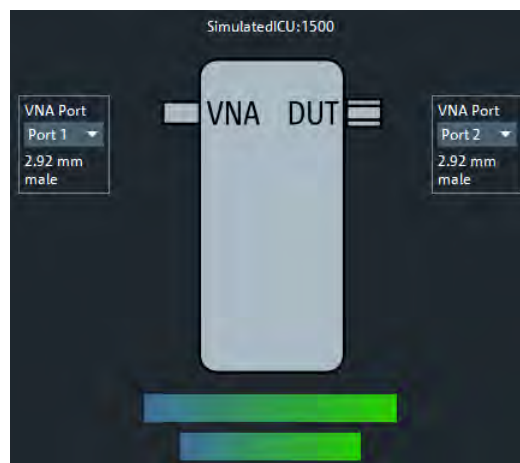 SimulatedICU:1500
VNA Port
Port 1
2.92 mm
male
VNA DUT
VNA Port
Port 2
2.92 mm
male